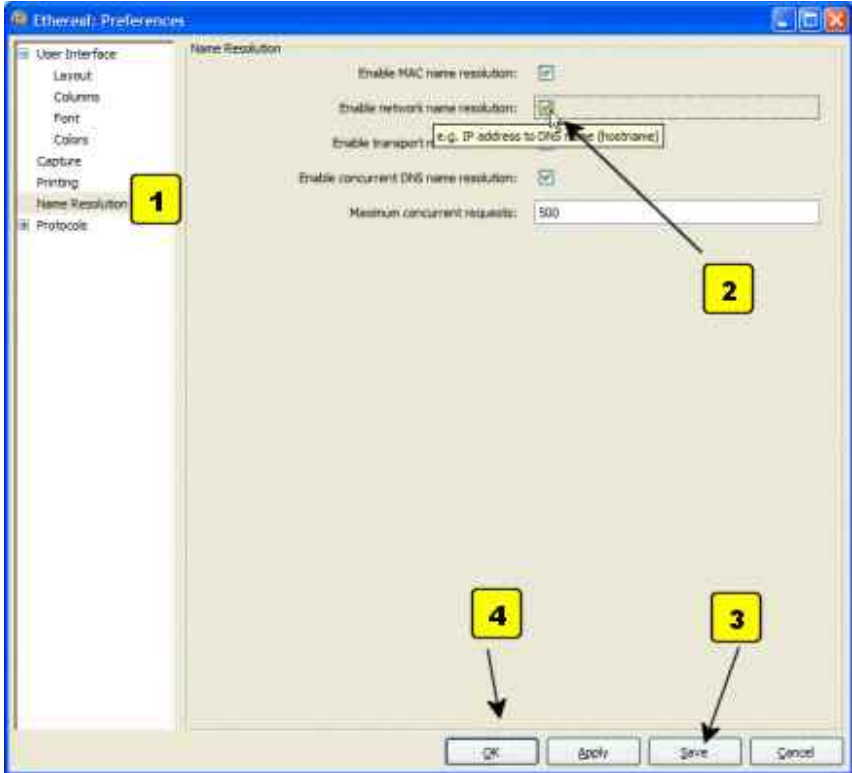 Ethereal: Preferences
User Interface
Layout
Columns
Font
Colors
Capture
Printing
Name Resolution
Protocols
1
Name Resolution
Enable MAC name resolution:
Enable network name resolution:
e.g. IP address to DNS name (hostname)
Enable transport
Enable concurrent DNS name resolution:
Maximum concurrent requests: 500
2
4
3
OK Apply Save Cancel